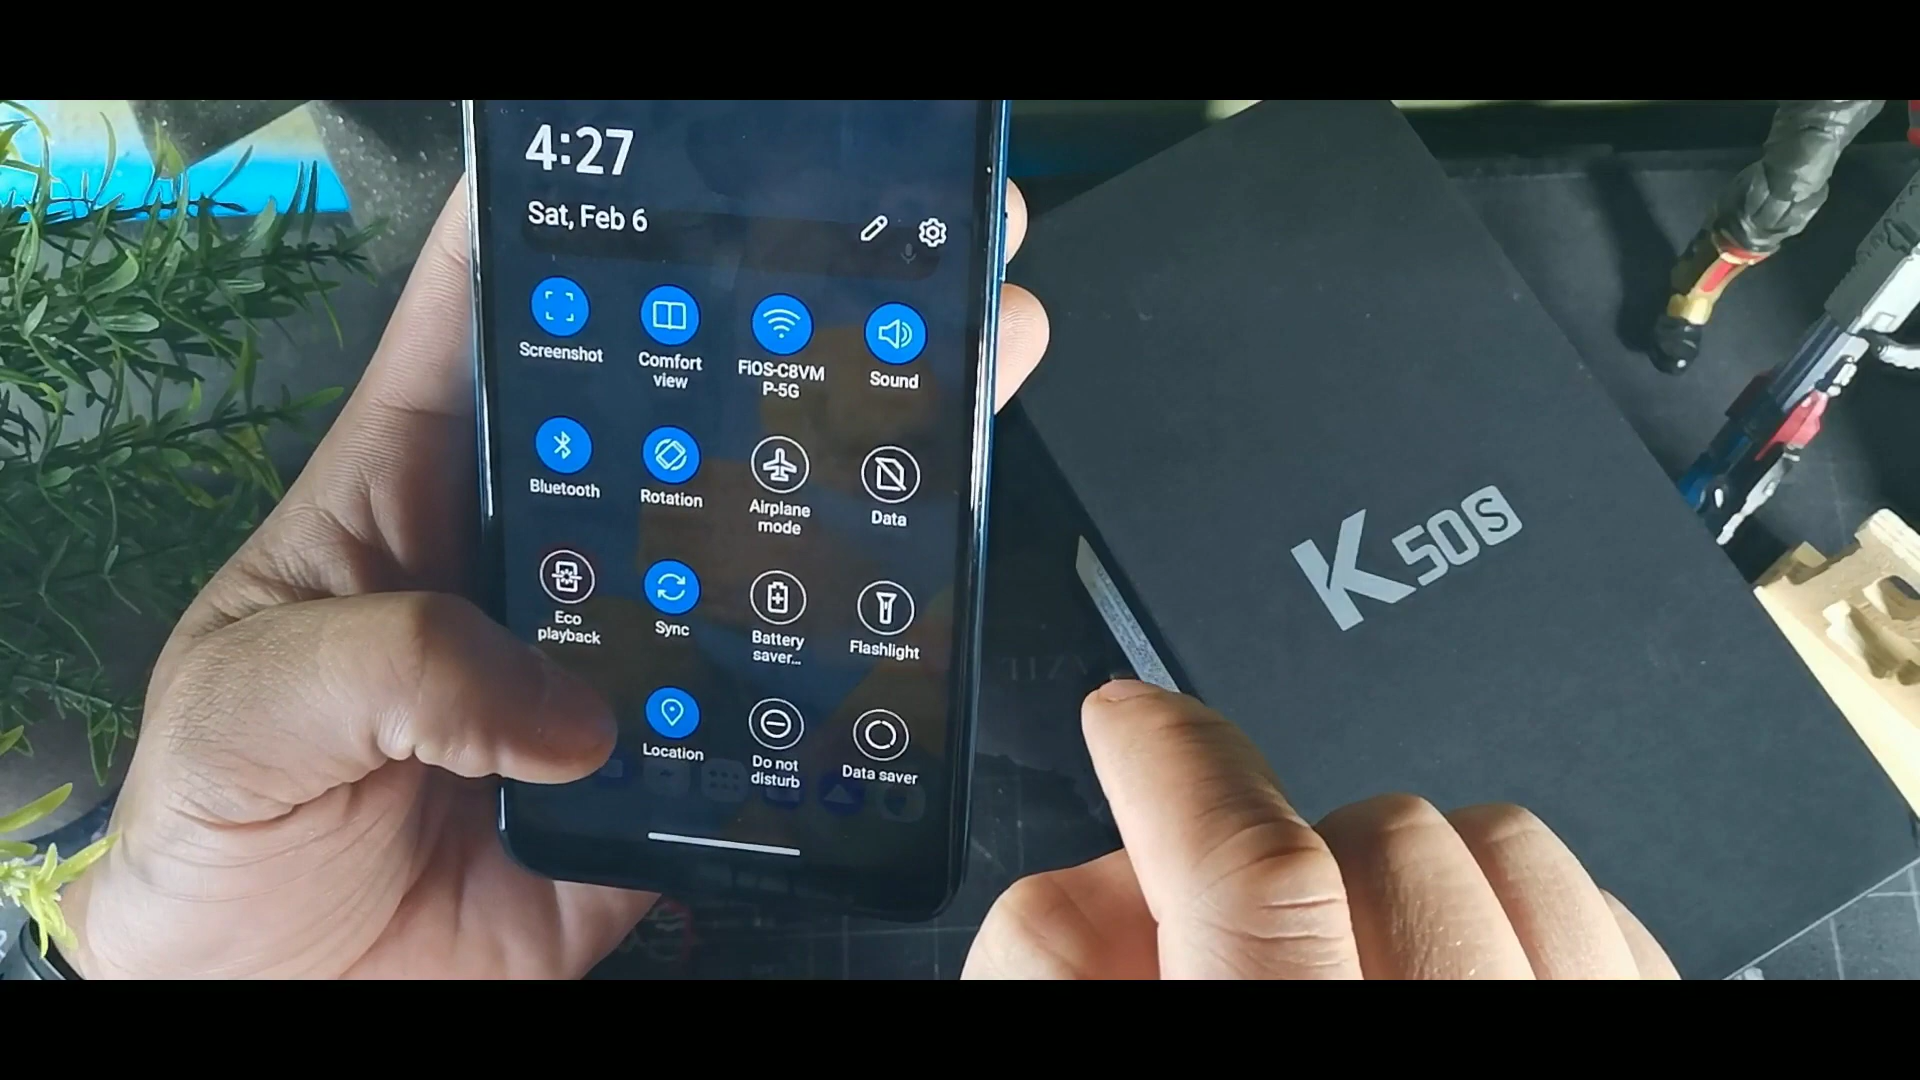 4:27
Sat, Feb 6
Screenshot
Comfort
view
FiOS-C8VM
P-5G
Sound
Bluetooth
Rotation
Airplane
mode
Data
Eco
playback
Sync
Battery
saver...
Flashlight
Location
Do not
disturb
Data saver
K50S